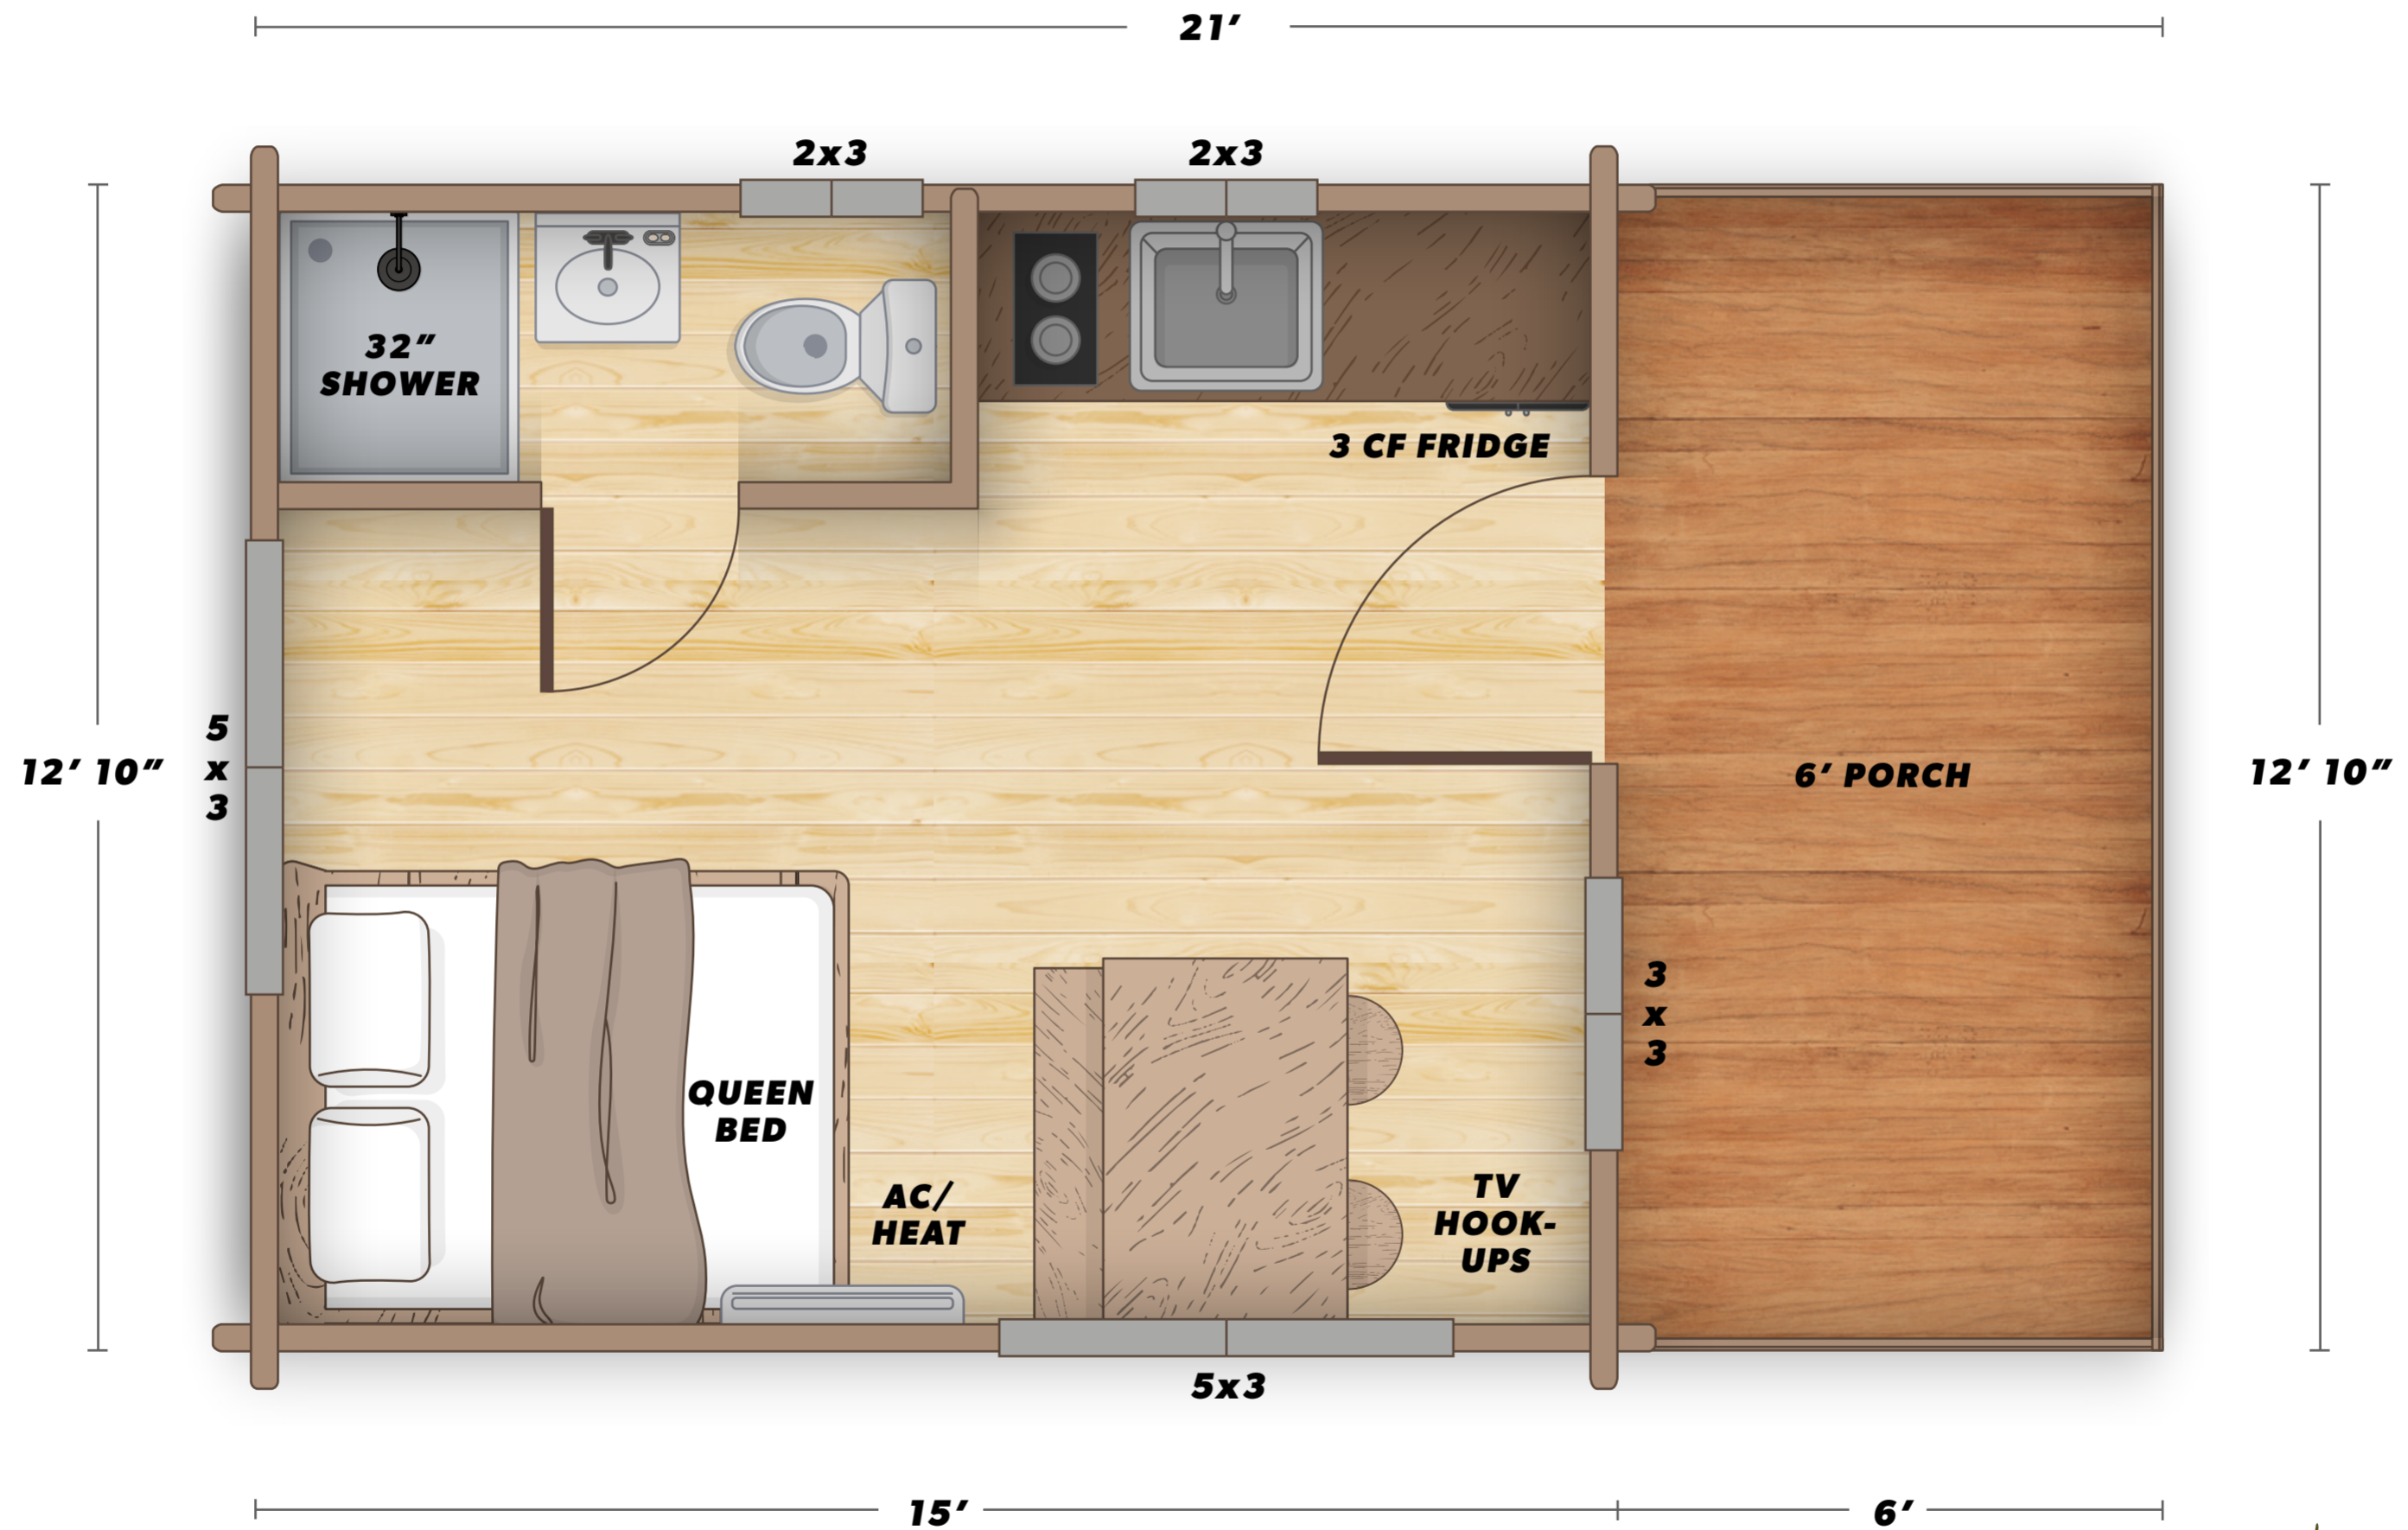 21’
2x3
2x3
32”
SHOWER
3 CF FRIDGE
5
x
3
12’ 10”
6’ PORCH
12’ 10”
3
x
3
QUEEN
BED
AC/
HEAT
TV
HOOK-
UPS
5x3
15’
6’